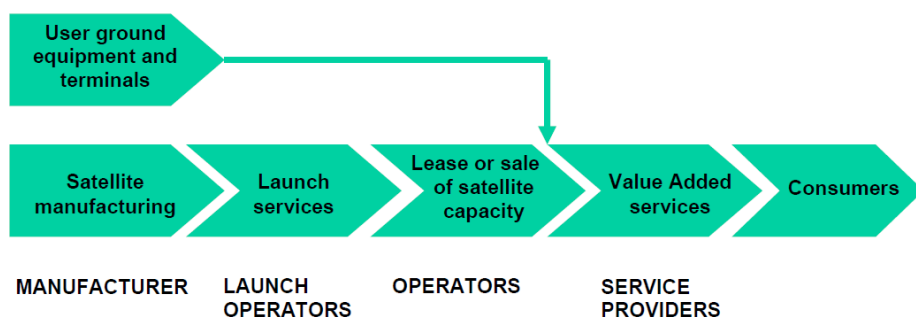 User ground
equipment and
terminals
Satellite
manufacturing
Launch
services
Lease or sale
of satellite
capacity
Value Added
services
Consumers
MANUFACTURER
LAUNCH
OPERATORS
OPERATORS
SERVICE
PROVIDERS